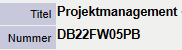 Titel Projektmanagement
Nummer DB22FW05PB